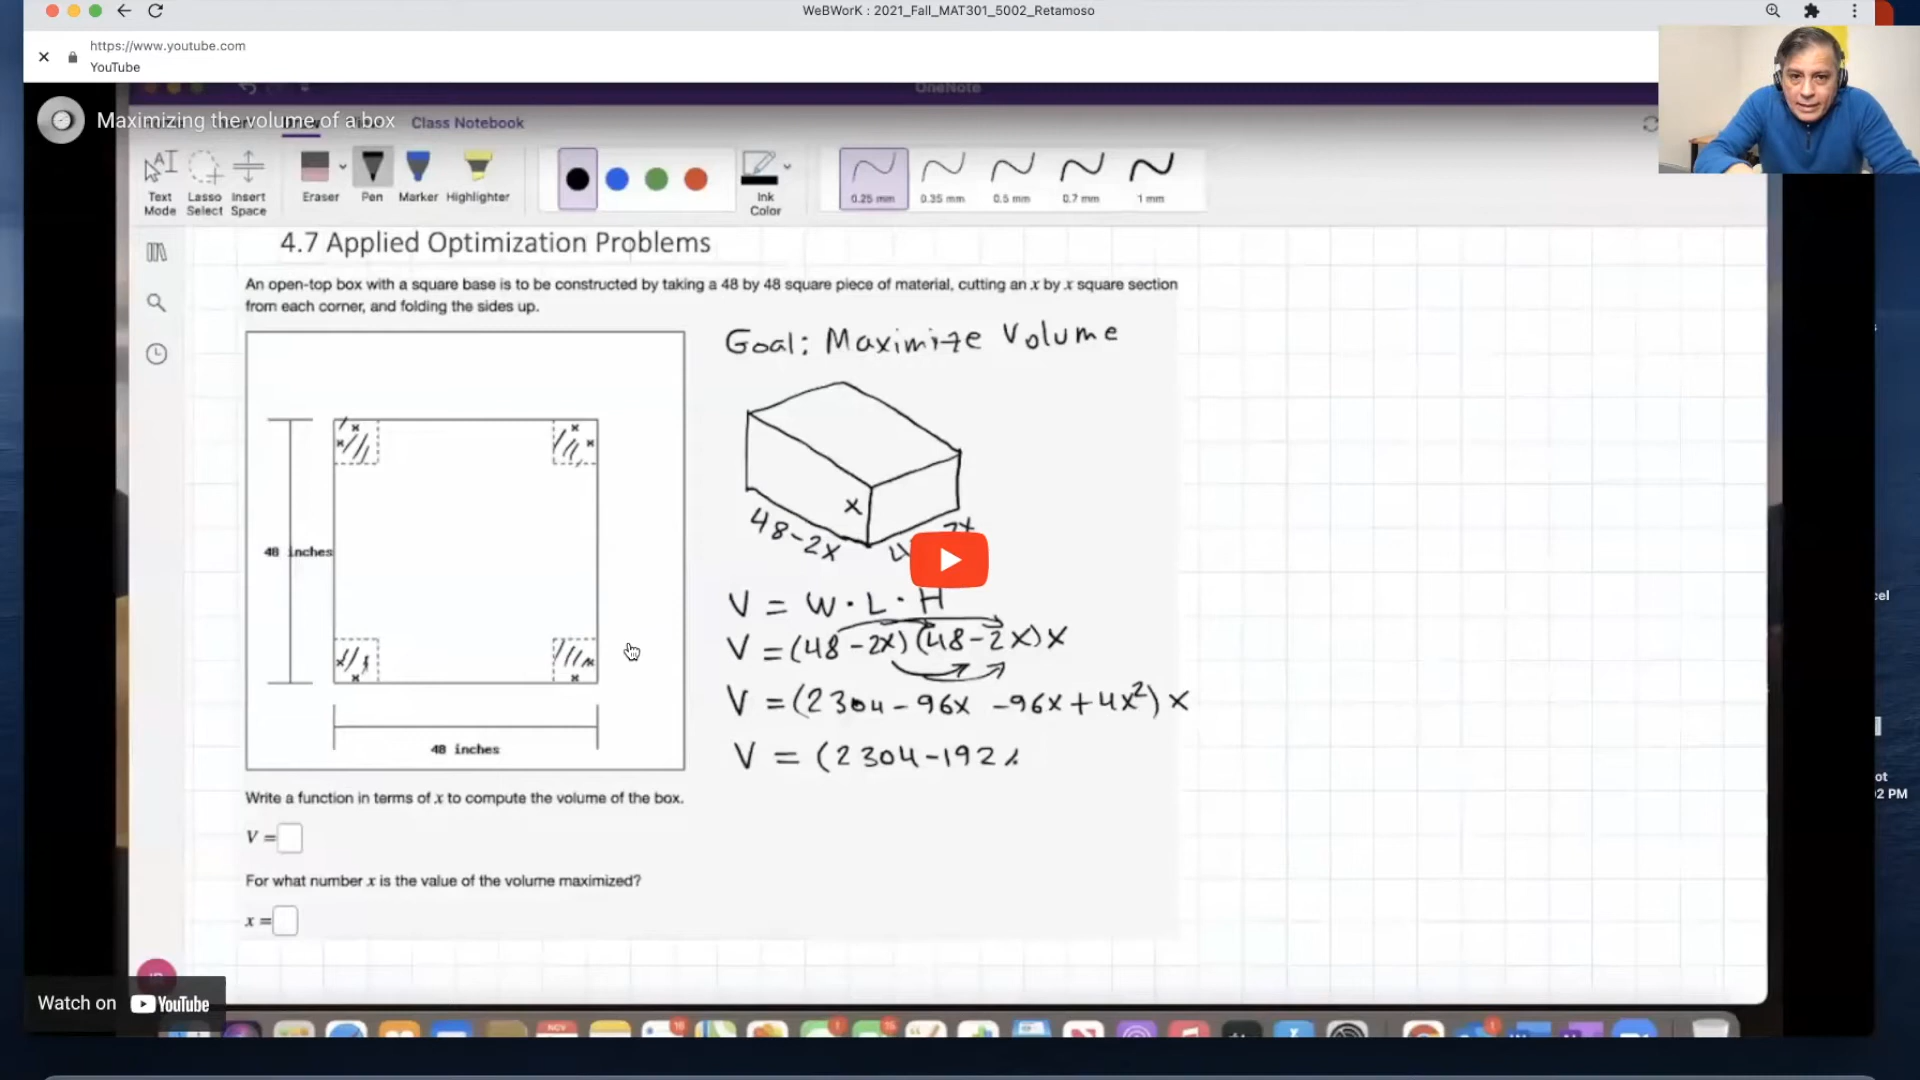 WeBWorK : 2021_Fall_MAT301_5002_Retamoso
https://www.youtube.com
YouTube
OneNote
Maximizing the volume of a box
Class Notebook
Text Mode
Lasso Select
Insert Space
Eraser
Pen
Marker
Highlighter
Ink Color
0.25 mm
0.35 mm
0.5 mm
0.7 mm
1 mm
4.7 Applied Optimization Problems
An open-top box with a square base is to be constructed by taking a 48 by 48 square piece of material, cutting an x by x square section
from each corner, and folding the sides up.
Goal: Maximize Volume
x x
x x
x
48-2x
2x
48 inches
V = W · L · H
V = (48-2x)(48-2x)x
x x
x x
V = (2304-96x -96x+4x²)x
48 inches
V = (2304-192
Write a function in terms of x to compute the volume of the box.
V =
For what number x is the value of the volume maximized?
x =
Watch on YouTube
2 PM